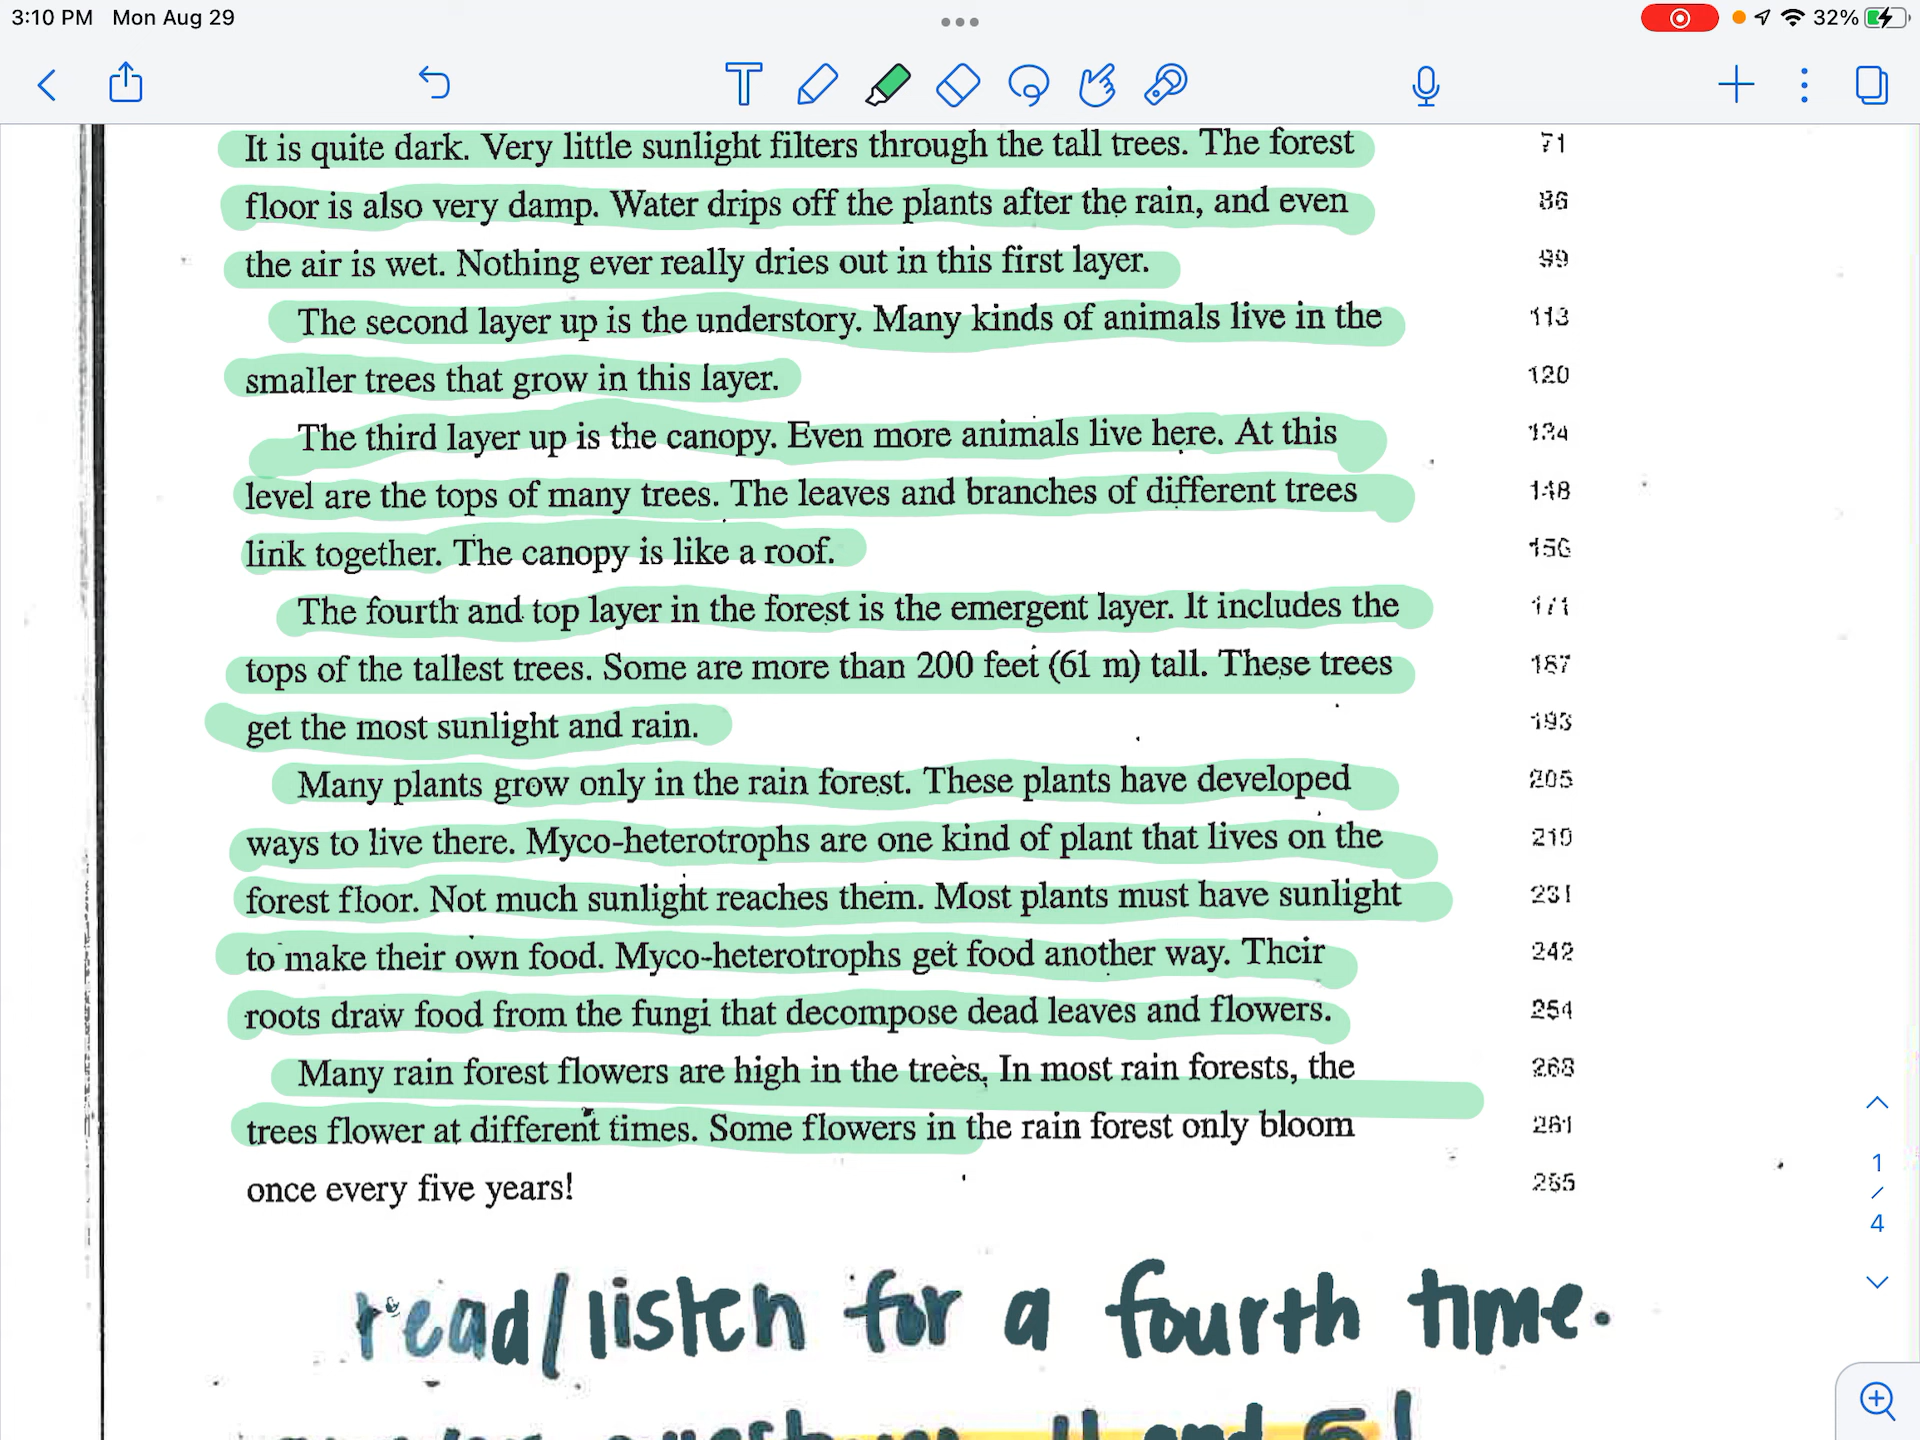 3:10 PM Mon Aug 29
32%
It is quite dark. Very little sunlight filters through the tall trees. The forest 71
floor is also very damp. Water drips off the plants after the rain, and even 86
the air is wet. Nothing ever really dries out in this first layer. 99
The second layer up is the understory. Many kinds of animals live in the 113
smaller trees that grow in this layer. 120
The third layer up is the canopy. Even more animals live here. At this 134
level are the tops of many trees. The leaves and branches of different trees 148
link together. The canopy is like a roof. 156
The fourth and top layer in the forest is the emergent layer. It includes the 171
tops of the tallest trees. Some are more than 200 feet (61 m) tall. These trees 187
get the most sunlight and rain. 193
Many plants grow only in the rain forest. These plants have developed 205
ways to live there. Myco-heterotrophs are one kind of plant that lives on the 219
forest floor. Not much sunlight reaches them. Most plants must have sunlight 231
to make their own food. Myco-heterotrophs get food another way. Their 242
roots draw food from the fungi that decompose dead leaves and flowers. 254
Many rain forest flowers are high in the trees. In most rain forests, the 268
trees flower at different times. Some flowers in the rain forest only bloom 281
once every five years! 285
1
/
4
read/listen for a fourth time.
and 6!